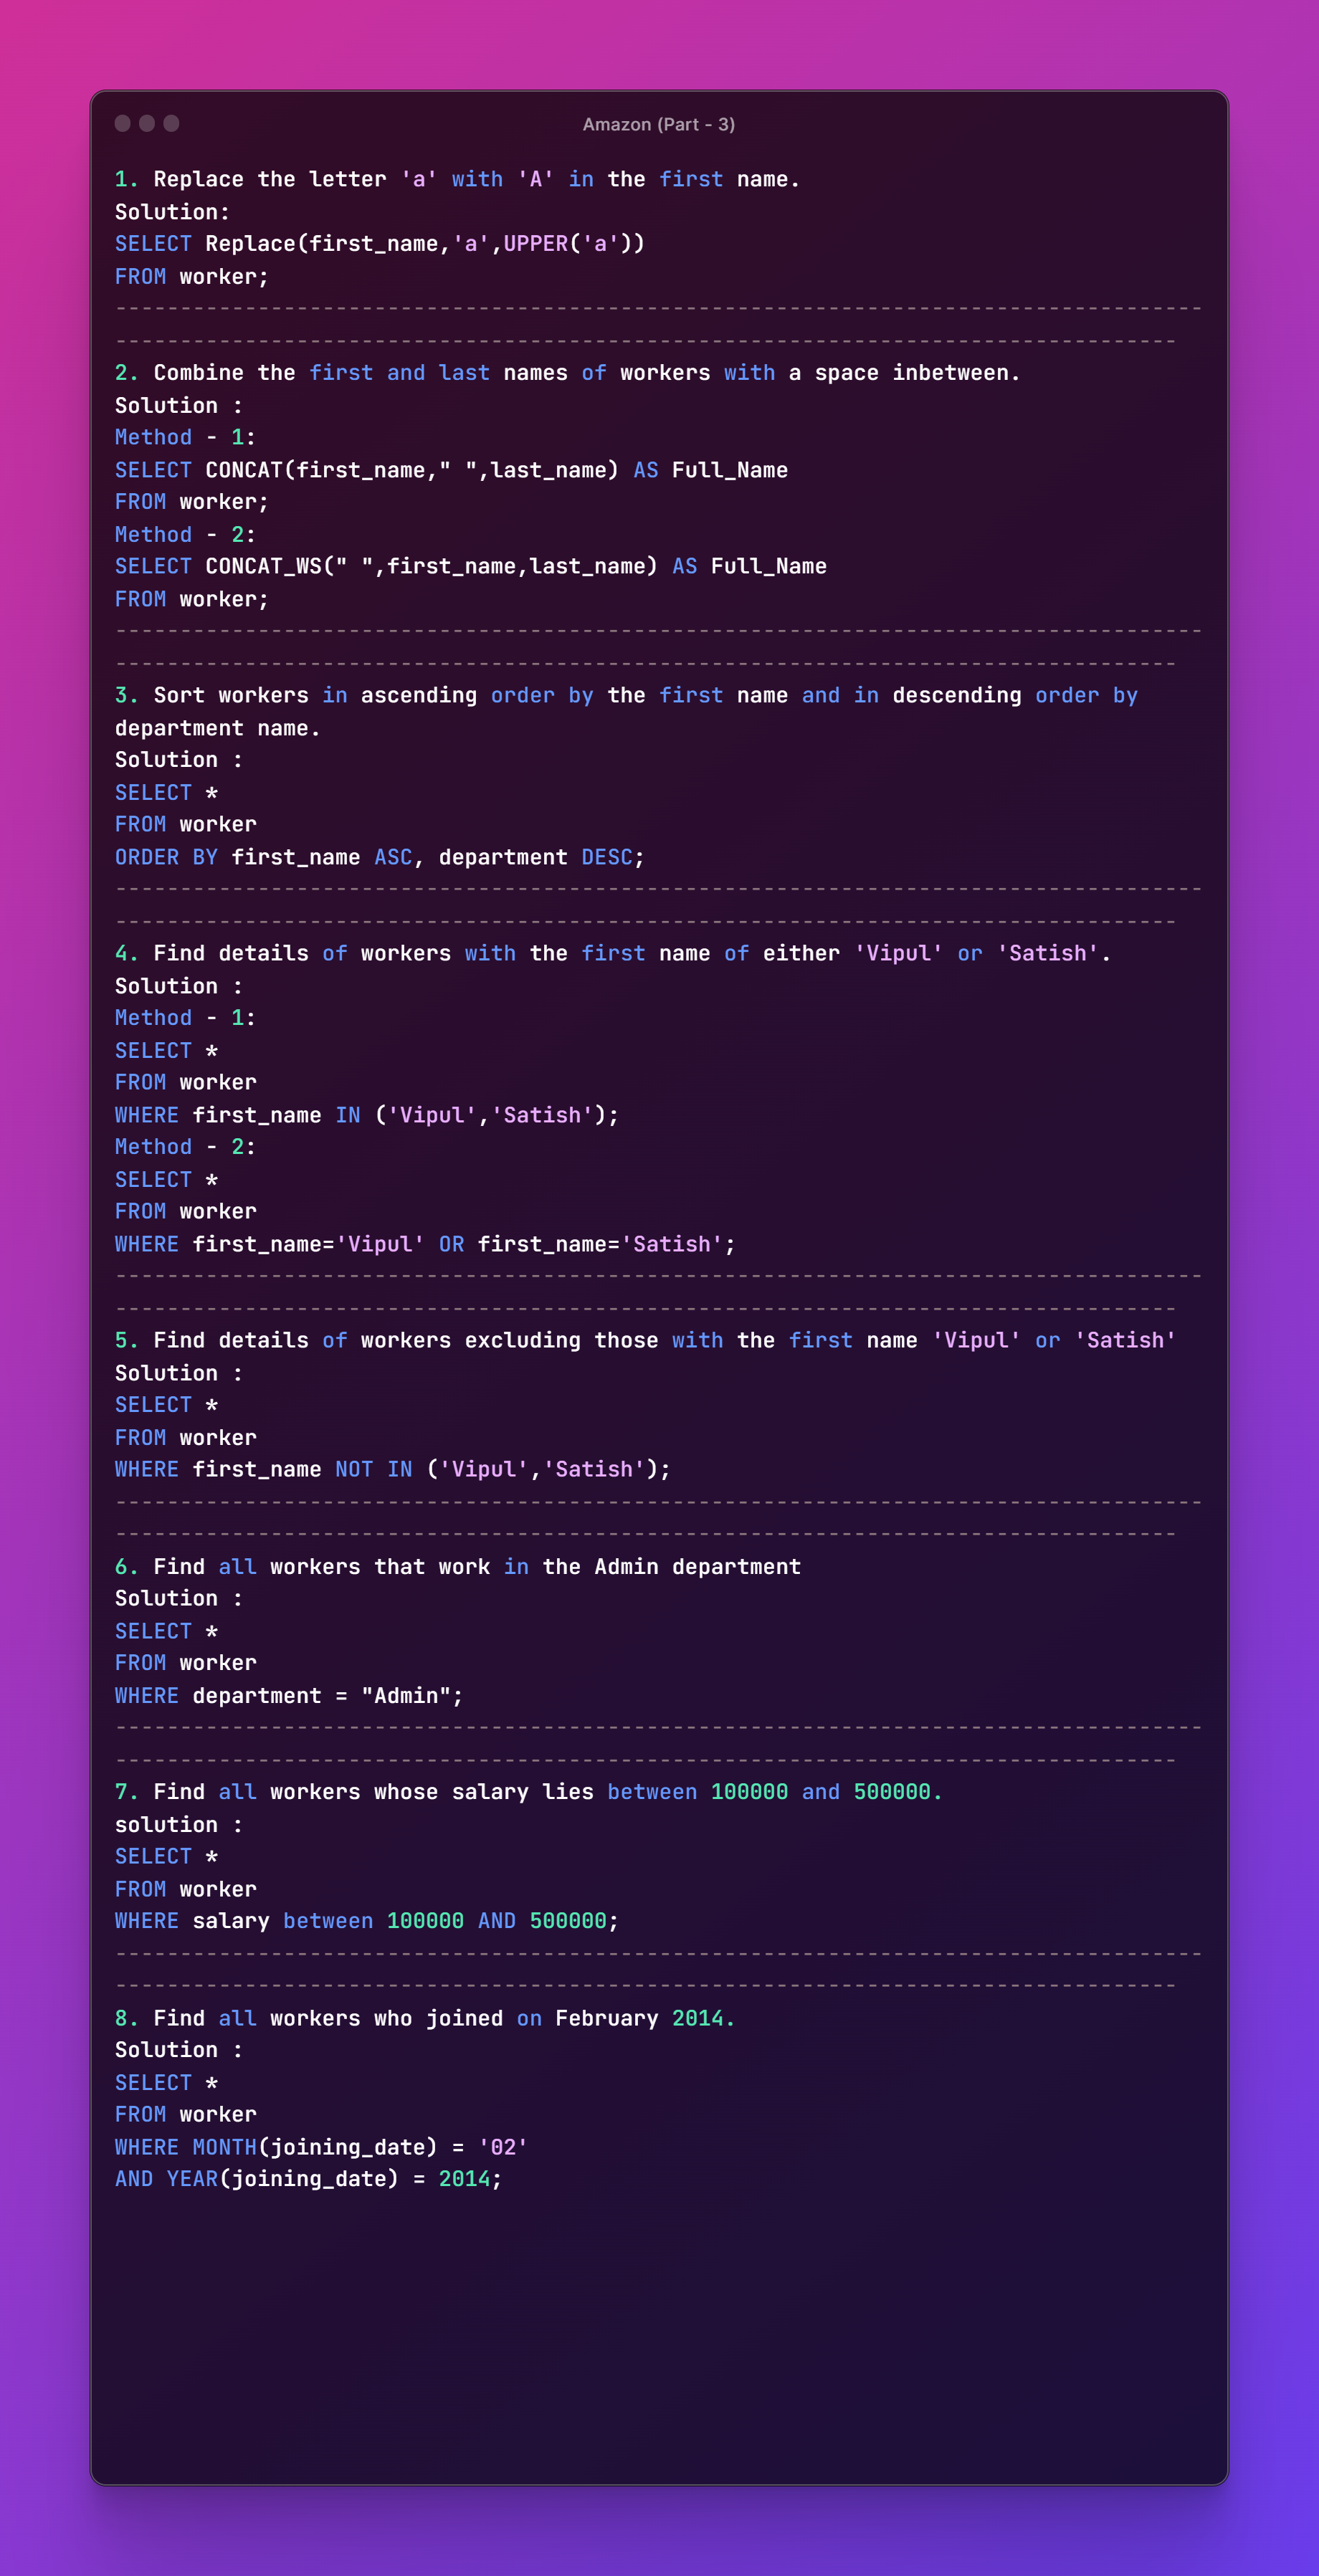 Amazon (Part - 3)
1. Replace the letter 'a' with 'A' in the first name.
Solution:
SELECT Replace(first_name,'a',UPPER('a'))
FROM worker;
------------------------------------------------------------------------------------
----------------------------------------------------------------------------------
2. Combine the first and last names of workers with a space inbetween.
Solution :
Method - 1:
SELECT CONCAT(first_name," ",last_name) AS Full_Name
FROM worker;
Method - 2:
SELECT CONCAT_WS(" ",first_name,last_name) AS Full_Name
FROM worker;
------------------------------------------------------------------------------------
----------------------------------------------------------------------------------
3. Sort workers in ascending order by the first name and in descending order by
department name.
Solution :
SELECT *
FROM worker
ORDER BY first_name ASC, department DESC;
------------------------------------------------------------------------------------
----------------------------------------------------------------------------------
4. Find details of workers with the first name of either 'Vipul' or 'Satish'.
Solution :
Method - 1:
SELECT *
FROM worker
WHERE first_name IN ('Vipul','Satish');
Method - 2:
SELECT *
FROM worker
WHERE first_name='Vipul' OR first_name='Satish';
------------------------------------------------------------------------------------
----------------------------------------------------------------------------------
5. Find details of workers excluding those with the first name 'Vipul' or 'Satish'
Solution :
SELECT *
FROM worker
WHERE first_name NOT IN ('Vipul','Satish');
------------------------------------------------------------------------------------
----------------------------------------------------------------------------------
6. Find all workers that work in the Admin department
Solution :
SELECT *
FROM worker
WHERE department = "Admin";
------------------------------------------------------------------------------------
----------------------------------------------------------------------------------
7. Find all workers whose salary lies between 100000 and 500000.
solution :
SELECT *
FROM worker
WHERE salary between 100000 AND 500000;
------------------------------------------------------------------------------------
----------------------------------------------------------------------------------
8. Find all workers who joined on February 2014.
Solution :
SELECT *
FROM worker
WHERE MONTH(joining_date) = '02'
AND YEAR(joining_date) = 2014;